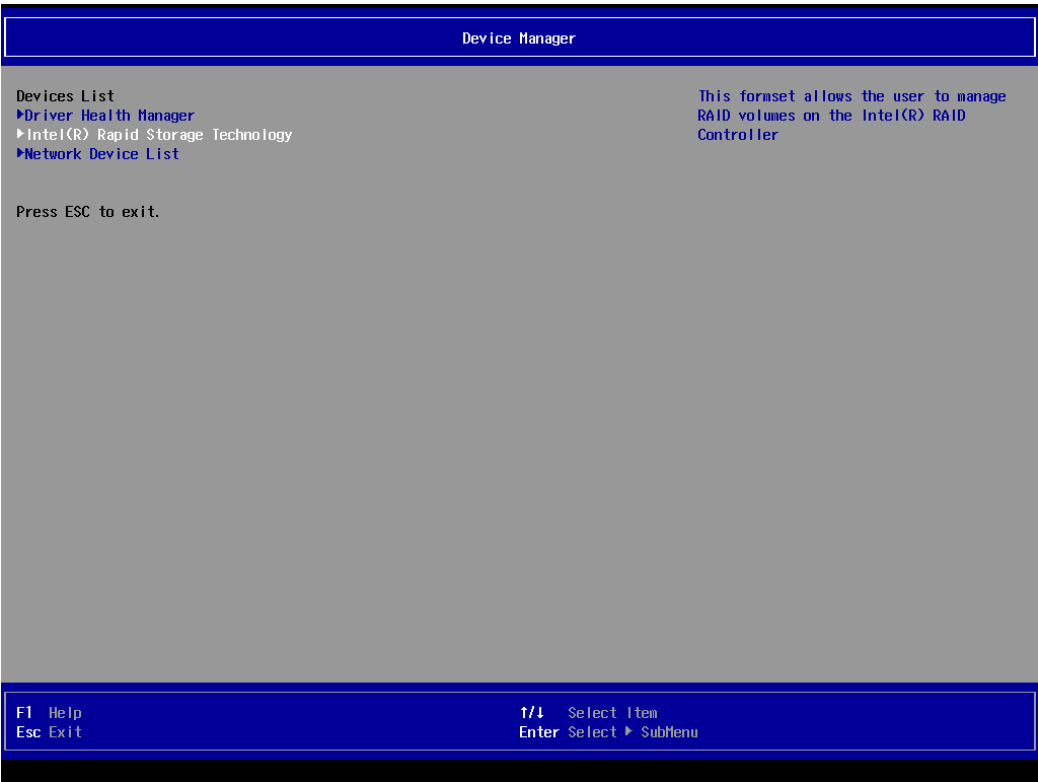 Device Manager
Devices List
▶Driver Health Manager
▶Intel(R) Rapid Storage Technology
▶Network Device List
Press ESC to exit.
This formset allows the user to manage
RAID volumes on the Intel(R) RAID
Controller
F1 Help
Esc Exit
↑/↓ Select Item
Enter Select ▶ SubMenu